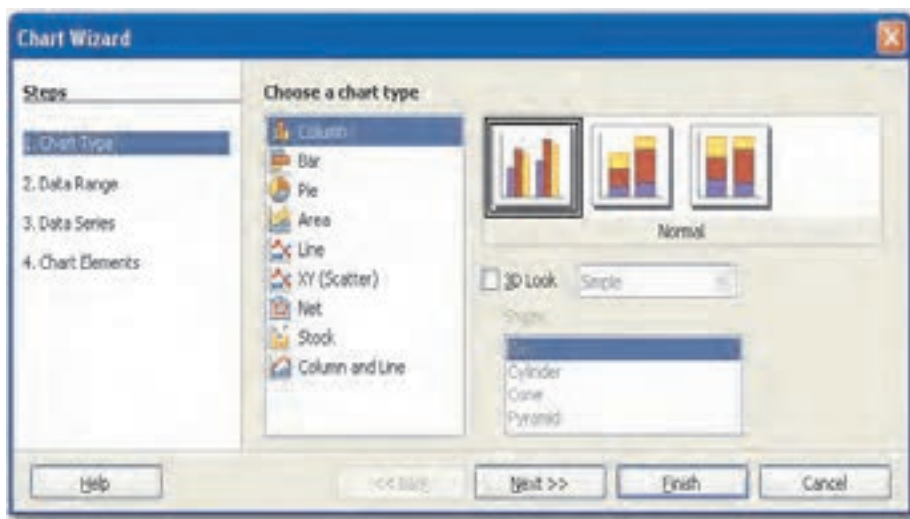 Chart Wizard
Steps
1. Chart Type
2. Data Range
3. Data Series
4. Chart Elements
Choose a chart type
Column
Bar
Pie
Area
Line
XY (Scatter)
Net
Stock
Column and Line
Normal
3D Look
Simple
Shape
Box
Cylinder
Cone
Pyramid
Help
<< Back
Next >>
Finish
Cancel